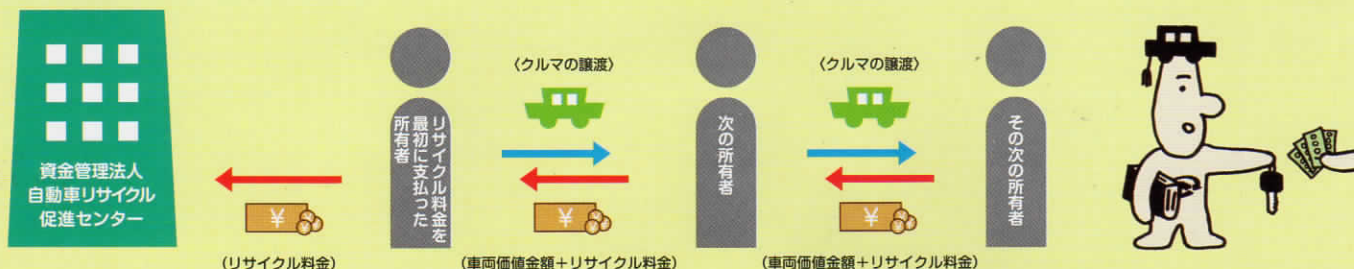 資金管理法人
自動車リサイクル
促進センター
(リサイクル料金)
リサイクル料金を
最初に支払った
所有者
〈クルマの譲渡〉
(車両価値金額+リサイクル料金)
次の所有者
〈クルマの譲渡〉
(車両価値金額+リサイクル料金)
その次の所有者
¥
¥
¥